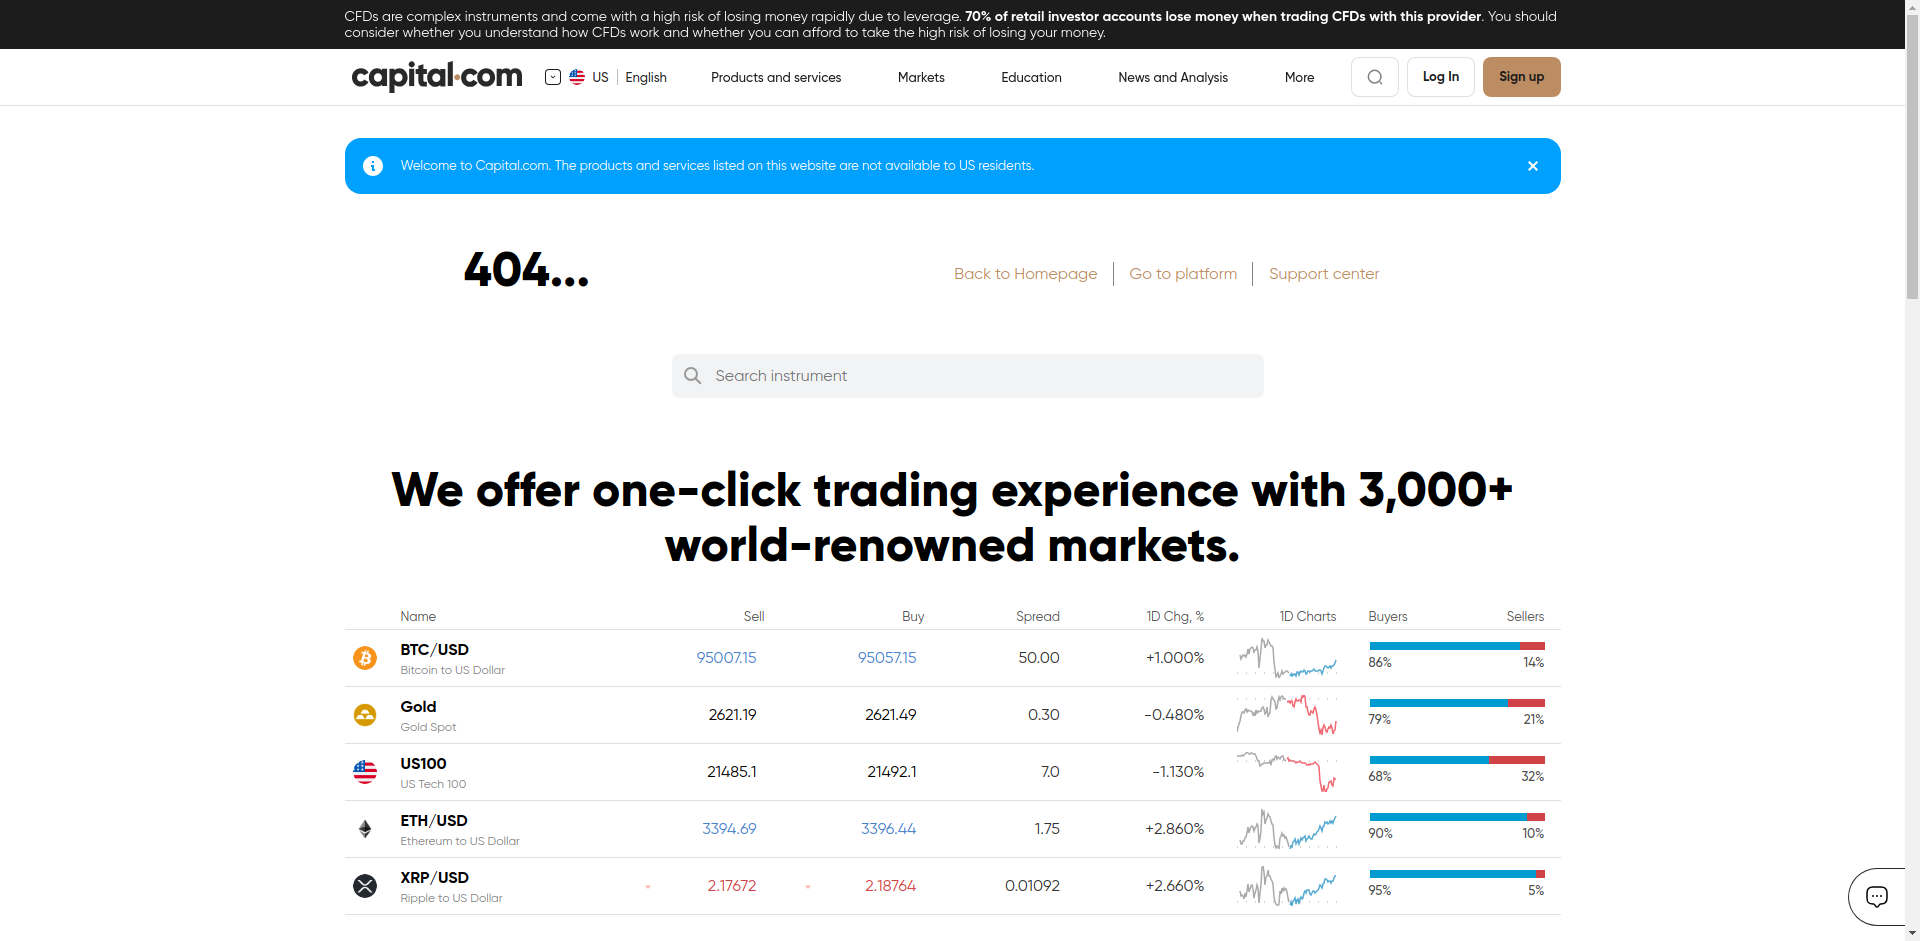 CFDs are complex instruments and come with a high risk of losing money rapidly due to leverage. 70% of retail investor accounts lose money when trading CFDs with this provider. You should
consider whether you understand how CFDs work and whether you can afford to take the high risk of losing your money.
capital.com US English Products and services Markets Education News and Analysis More Log In Sign up
Welcome to Capital.com. The products and services listed on this website are not available to US residents.
404...
Back to Homepage Go to platform Support center
Search instrument
We offer one-click trading experience with 3,000+
world-renowned markets.
Name Sell Buy Spread 1D Chg, % 1D Charts Buyers Sellers
BTC/USD 95007.15 95057.15 50.00 +1.000% 86% 14%
Bitcoin to US Dollar
Gold 2621.19 2621.49 0.30 -0.480% 79% 21%
Gold Spot
US100 21485.1 21492.1 7.0 -1.130% 68% 32%
US Tech 100
ETH/USD 3394.69 3396.44 1.75 +2.860% 90% 10%
Ethereum to US Dollar
XRP/USD 2.17672 2.18764 0.01092 +2.660% 95% 5%
Ripple to US Dollar